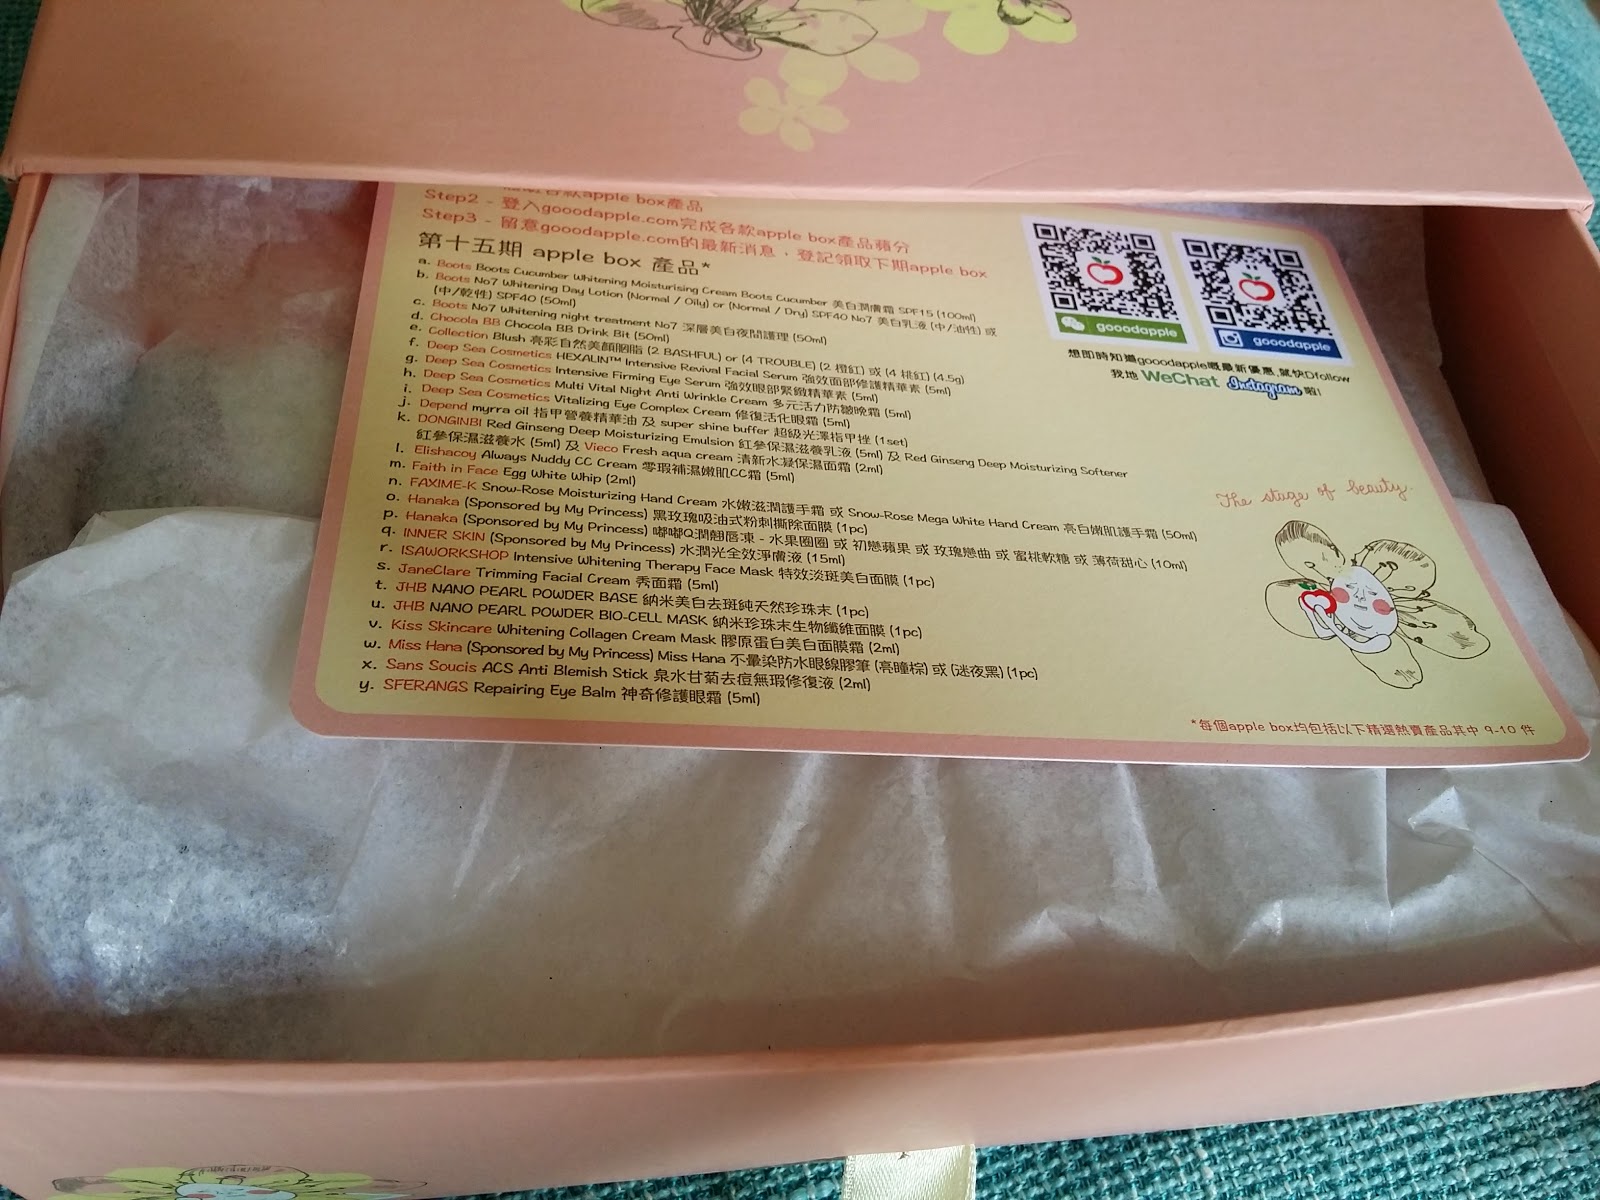 apple box產品
Step2 - 登入gooodapple.com完成各款apple box產品蘋分
Step3 - 留意gooodapple.com的最新消息，登記領取下期apple box
第十五期 apple box 產品*
a. Boots Boots Cucumber Whitening Moisturising Cream Boots Cucumber 美白潤膚霜 SPF15 (100ml)
b. Boots No7 Whitening Day Lotion (Normal / Oily) or (Normal / Dry) SPF40 No7 美白乳液 (中/油性) 或
(中/乾性) SPF40 (50ml)
c. Boots No7 Whitening night treatment No7 深層美白夜間護理 (50ml)
d. Chocola BB Chocola BB Drink Bit (50ml)
e. Collection Blush 亮彩自然美顏胭脂 (2 BASHFUL) or (4 TROUBLE) (2 橙紅) 或 (4 桃紅) (4.5g)
f. Deep Sea Cosmetics HEXALIN™ Intensive Revival Facial Serum 強效面部修護精華素 (5ml)
g. Deep Sea Cosmetics Intensive Firming Eye Serum 強效眼部緊緻精華素 (5ml)
h. Deep Sea Cosmetics Multi Vital Night Anti Wrinkle Cream 多元活力防皺晚霜 (5ml)
i. Deep Sea Cosmetics Vitalizing Eye Complex Cream 修復活化眼霜 (5ml)
j. Depend myrra oil 指甲營養精華油 及 super shine buffer 超級光澤指甲挫 (1set)
k. DONGINBI Red Ginseng Deep Moisturizing Emulsion 紅參保濕滋養乳液 (5ml) 及 Red Ginseng Deep Moisturizing Softener
紅參保濕滋養水 (5ml) 及 Vieco Fresh aqua cream 清新水凝保濕面霜 (2ml)
l. Elishacoy Always Nuddy CC Cream 零瑕補濕嫩肌CC霜 (5ml)
m. Faith in Face Egg White Whip (2ml)
n. FAXIME-K Snow-Rose Moisturizing Hand Cream 水嫩滋潤護手霜 或 Snow-Rose Mega White Hand Cream 亮白嫩肌護手霜 (50ml)
o. Hanaka (Sponsored by My Princess) 黑玫瑰吸油式粉刺撕除面膜 (1pc)
p. Hanaka (Sponsored by My Princess) 嘟嘟Q潤翹唇凍 - 水果圈圈 或 初戀蘋果 或 玫瑰戀曲 或 蜜桃軟糖 或 薄荷甜心 (10ml)
q. INNER SKIN (Sponsored by My Princess) 水潤光全效淨膚液 (15ml)
r. ISAWORKSHOP Intensive Whitening Therapy Face Mask 特效淡斑美白面膜 (1pc)
s. JaneClare Trimming Facial Cream 秀面霜 (5ml)
t. JHB NANO PEARL POWDER BASE 納米美白去斑純天然珍珠末 (1pc)
u. JHB NANO PEARL POWDER BIO-CELL MASK 納米珍珠末生物纖維面膜 (1pc)
v. Kiss Skincare Whitening Collagen Cream Mask 膠原蛋白美白面膜霜 (2ml)
w. Miss Hana (Sponsored by My Princess) Miss Hana 不暈染防水眼線膠筆 (亮瞳棕) 或 (迷夜黑) (1pc)
x. Sans Soucis ACS Anti Blemish Stick 泉水甘菊去痘無瑕修復液 (2ml)
y. SFERANGS Repairing Eye Balm 神奇修護眼霜 (5ml)
gooodapple
gooodapple
想即時知道gooodapple嘅最新優惠,就快Dfollow
我地 WeChat Instagram 啦!
The stage of beauty.
*每個apple box均包括以下精選熱賣產品其中 9-10 件